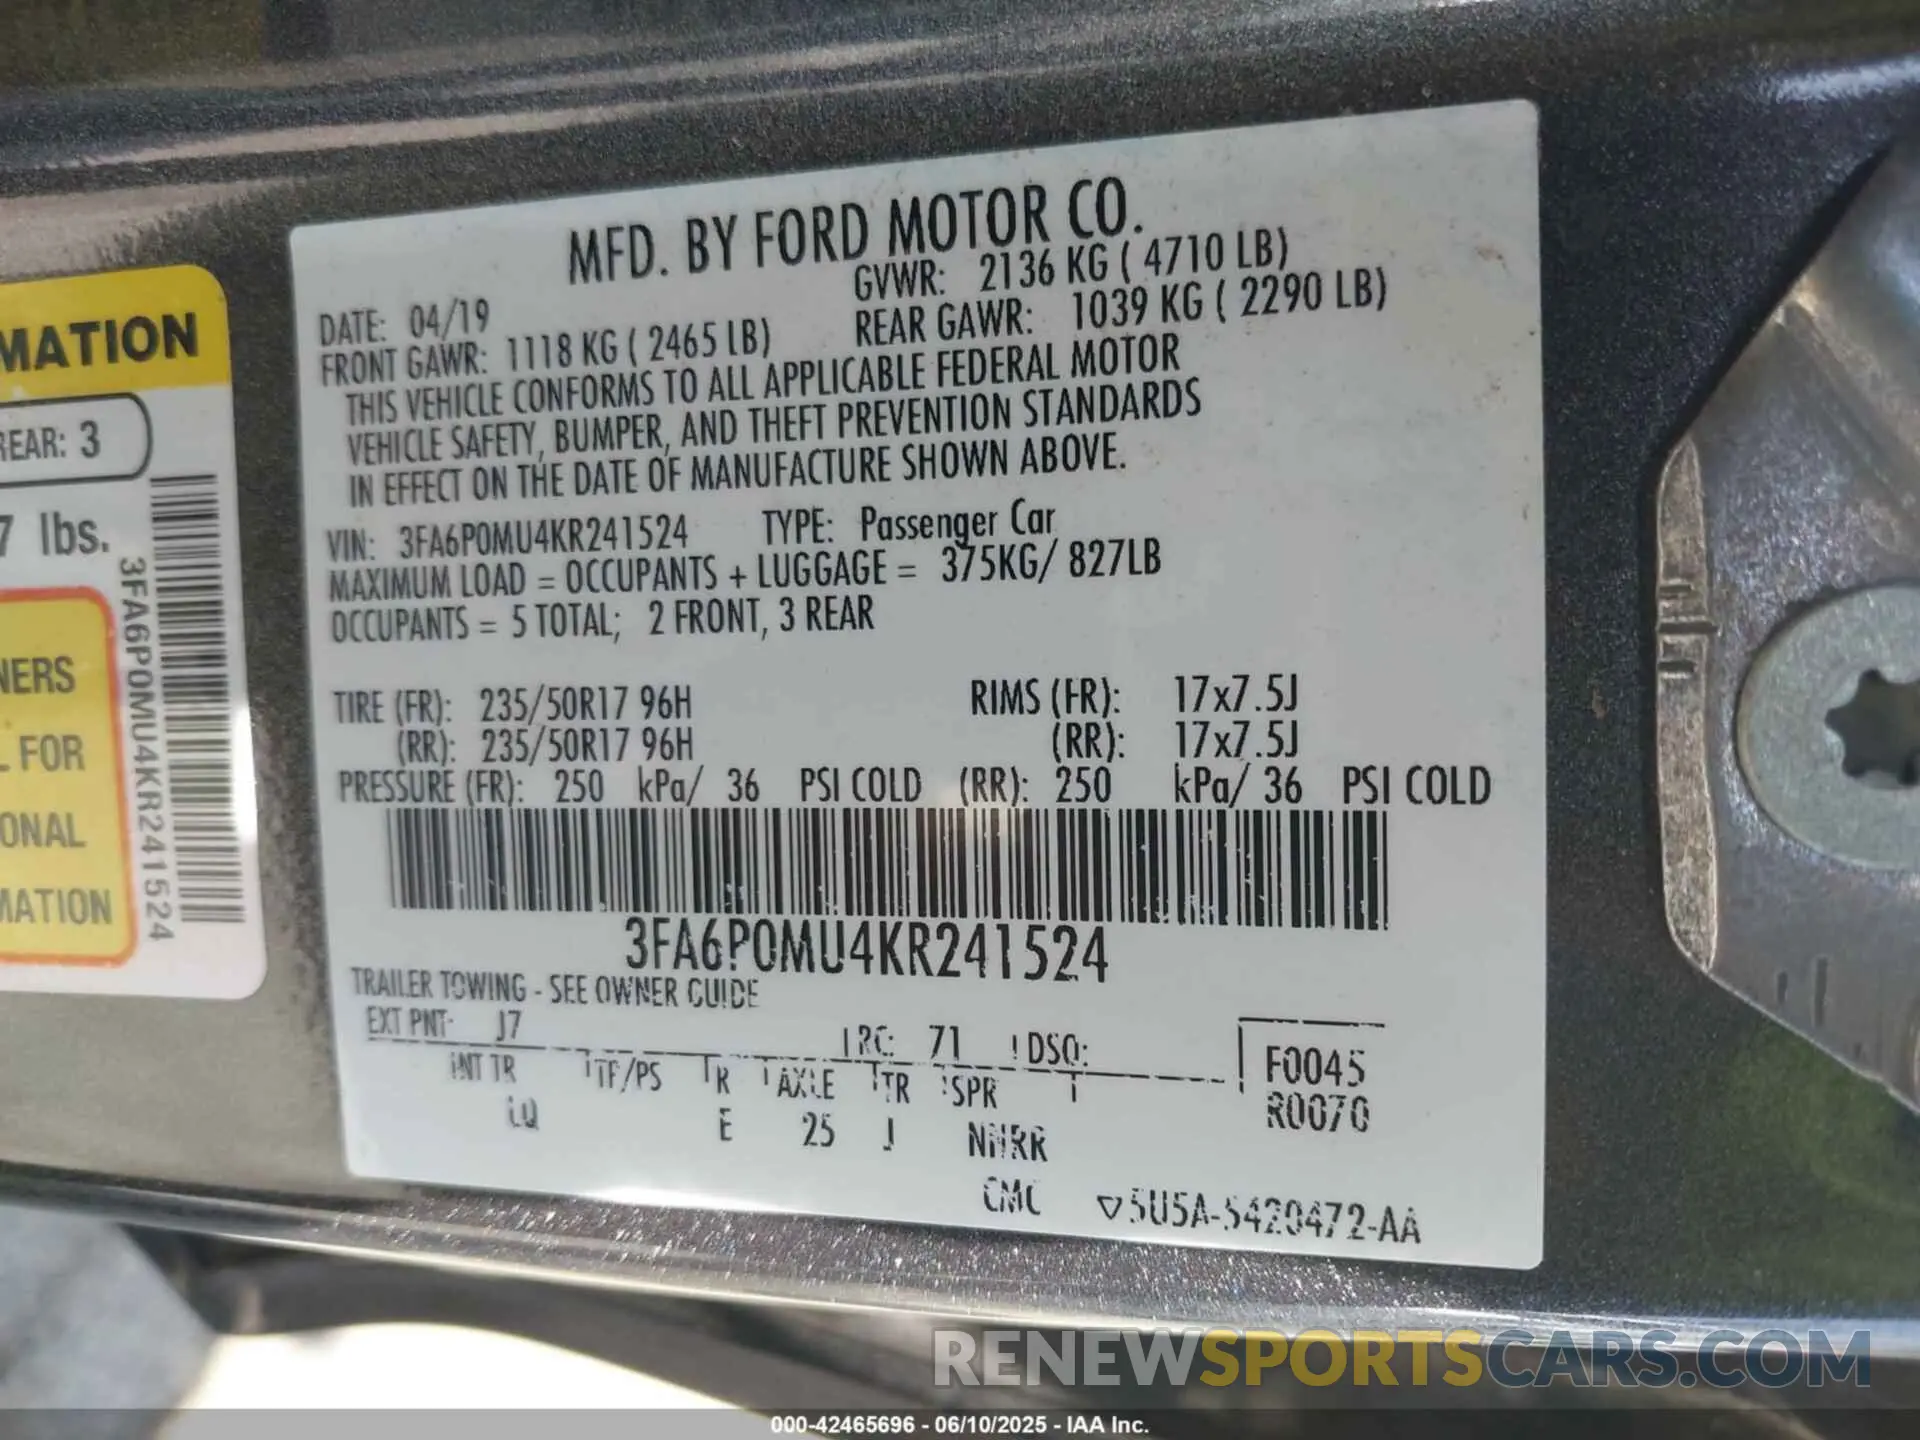 MATION
REAR: 3
7 lbs.
NERS
L FOR
ONAL
MATION
3FA6P0MU4KR241524
MFD. BY FORD MOTOR CO.
DATE: 04/19
GVWR: 2136 KG ( 4710 LB)
FRONT GAWR: 1118 KG ( 2465 LB)
REAR GAWR: 1039 KG ( 2290 LB)
THIS VEHICLE CONFORMS TO ALL APPLICABLE FEDERAL MOTOR
VEHICLE SAFETY, BUMPER, AND THEFT PREVENTION STANDARDS
IN EFFECT ON THE DATE OF MANUFACTURE SHOWN ABOVE.
VIN: 3FA6P0MU4KR241524 TYPE: Passenger Car
MAXIMUM LOAD = OCCUPANTS + LUGGAGE = 375KG/ 827LB
OCCUPANTS = 5 TOTAL; 2 FRONT, 3 REAR
TIRE (FR): 235/50R17 96H RIMS (FR): 17x7.5J
(RR): 235/50R17 96H (RR): 17x7.5J
PRESSURE (FR): 250 kPa/ 36 PSI COLD (RR): 250 kPa/ 36 PSI COLD
3FA6P0MU4KR241524
TRAILER TOWING - SEE OWNER GUIDE
EXT PNT: J7 RC: 71 DSO:
INT TR TP/PS R AXLE TR SPR
LQ E 25 J NNRR
F0045
R0070
CMC ▽5U5A-5420472-AA
RENEWSPORTSCARS.COM
000-42465696 - 06/10/2025 - IAA Inc.